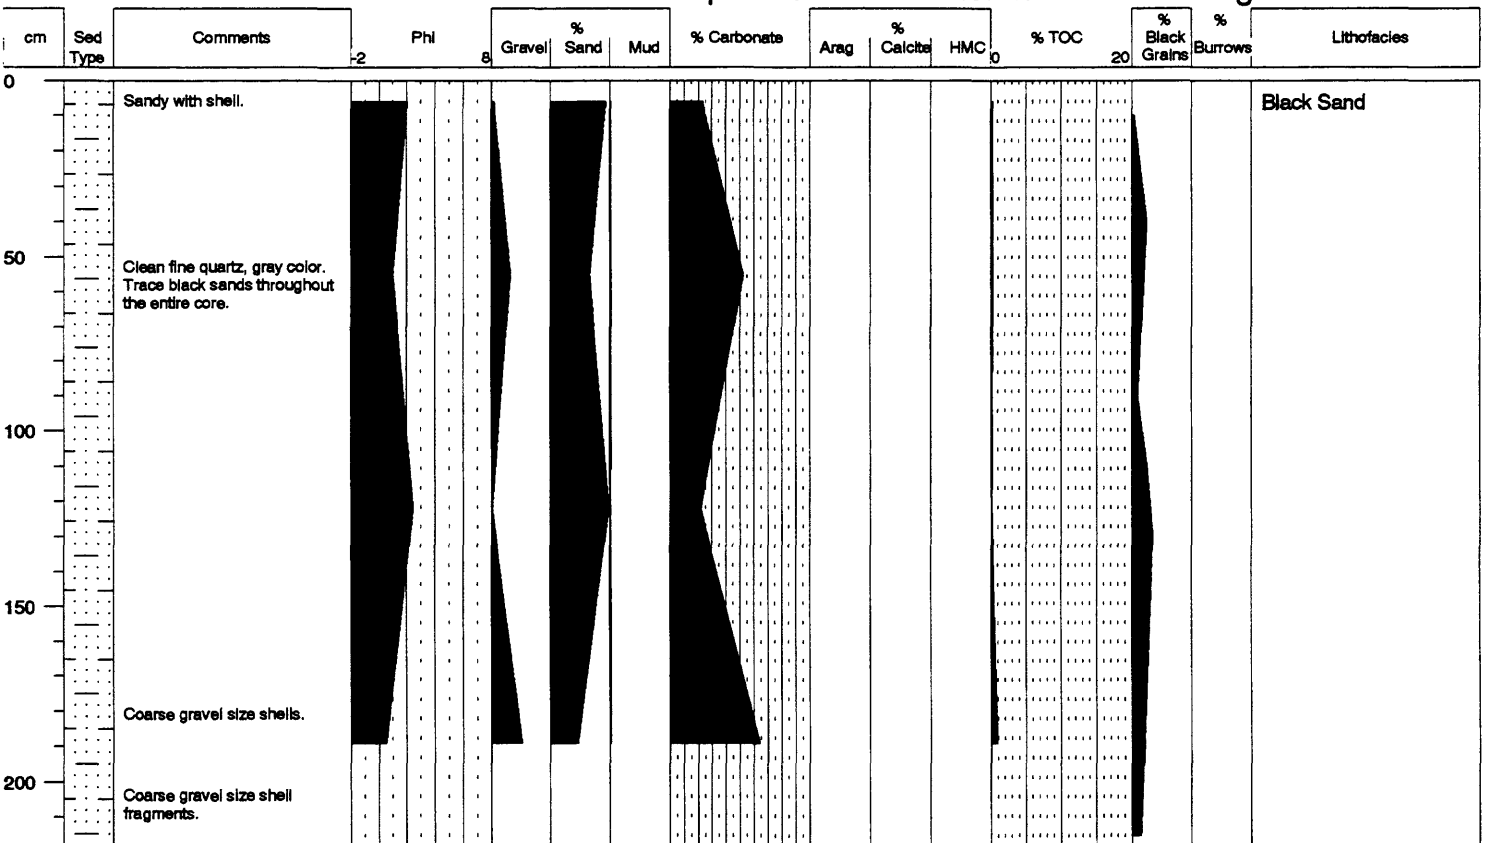 cm
Sed
Type
Comments
Phi
-2
8
%
Gravel
Sand
Mud
% Carbonate
%
Arag
Calcite
HMC
% TOC
0
20
%
Black
Grains
%
Burrows
Lithofacies
0
Sandy with shell.
Black Sand
50
Clean fine quartz, gray color.
Trace black sands throughout
the entire core.
100
150
Coarse gravel size shells.
200
Coarse gravel size shell
fragments.